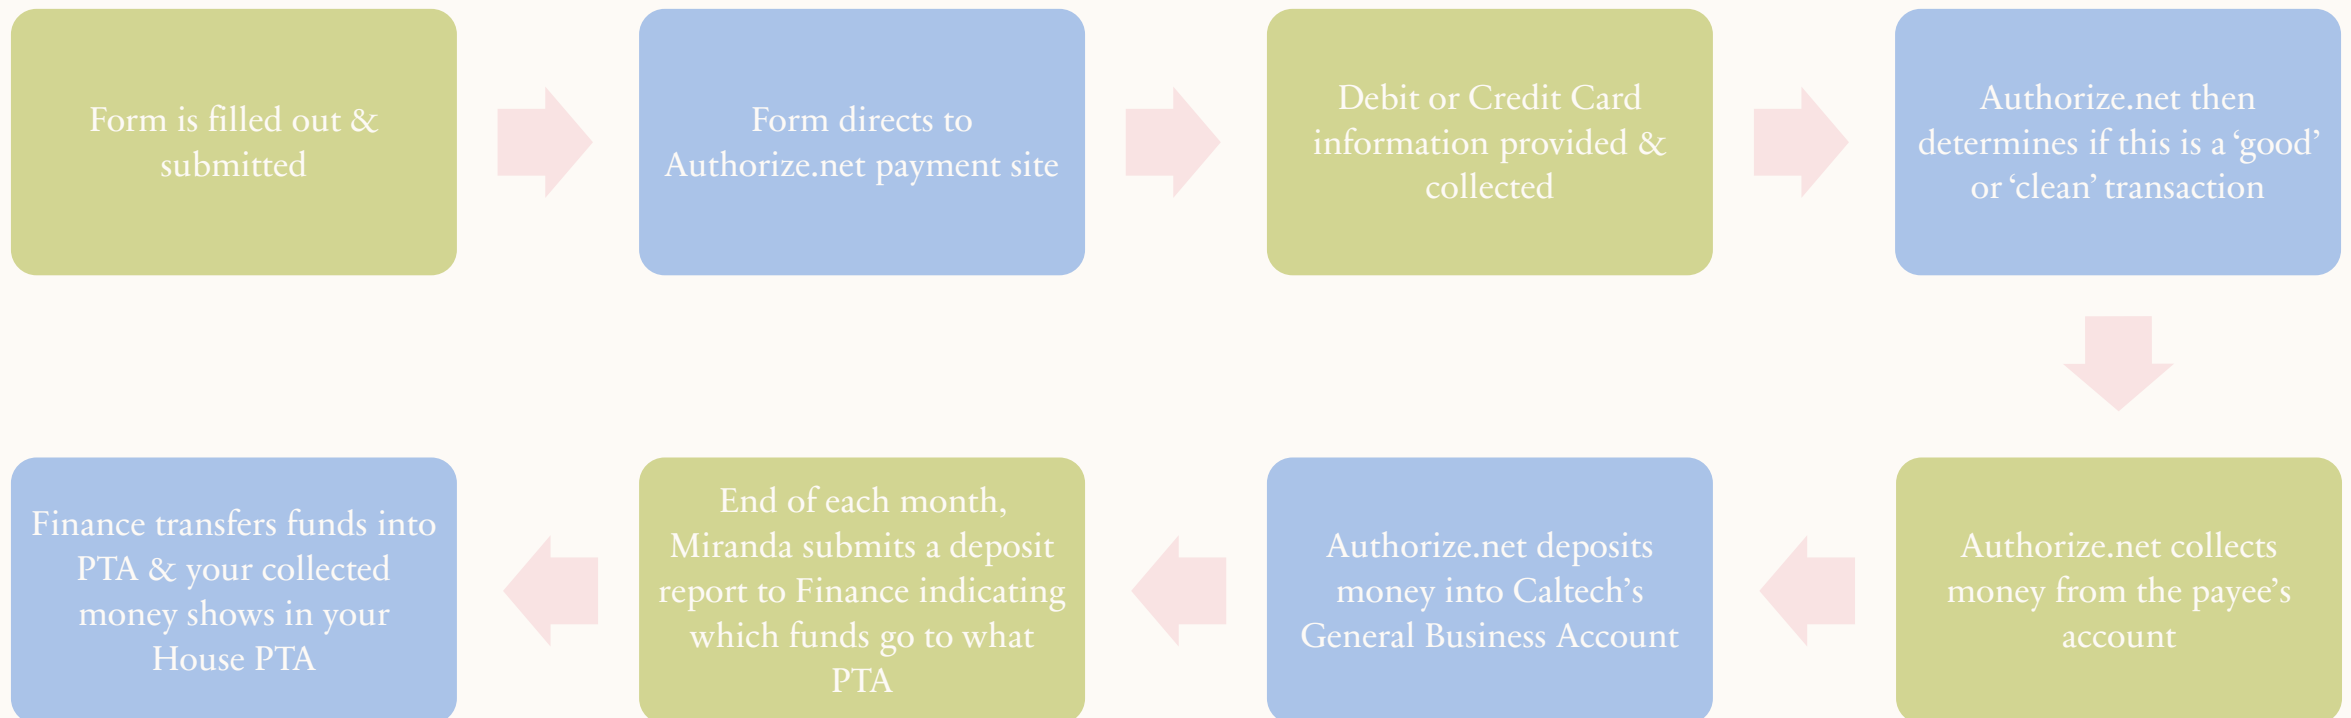 Form is filled out &
submitted
Form directs to
Authorize.net payment site
Debit or Credit Card
information provided &
collected
Authorize.net then
determines if this is a ‘good’
or ‘clean’ transaction
Authorize.net collects
money from the payee’s
account
Authorize.net deposits
money into Caltech’s
General Business Account
End of each month,
Miranda submits a deposit
report to Finance indicating
which funds go to what
PTA
Finance transfers funds into
PTA & your collected
money shows in your
House PTA